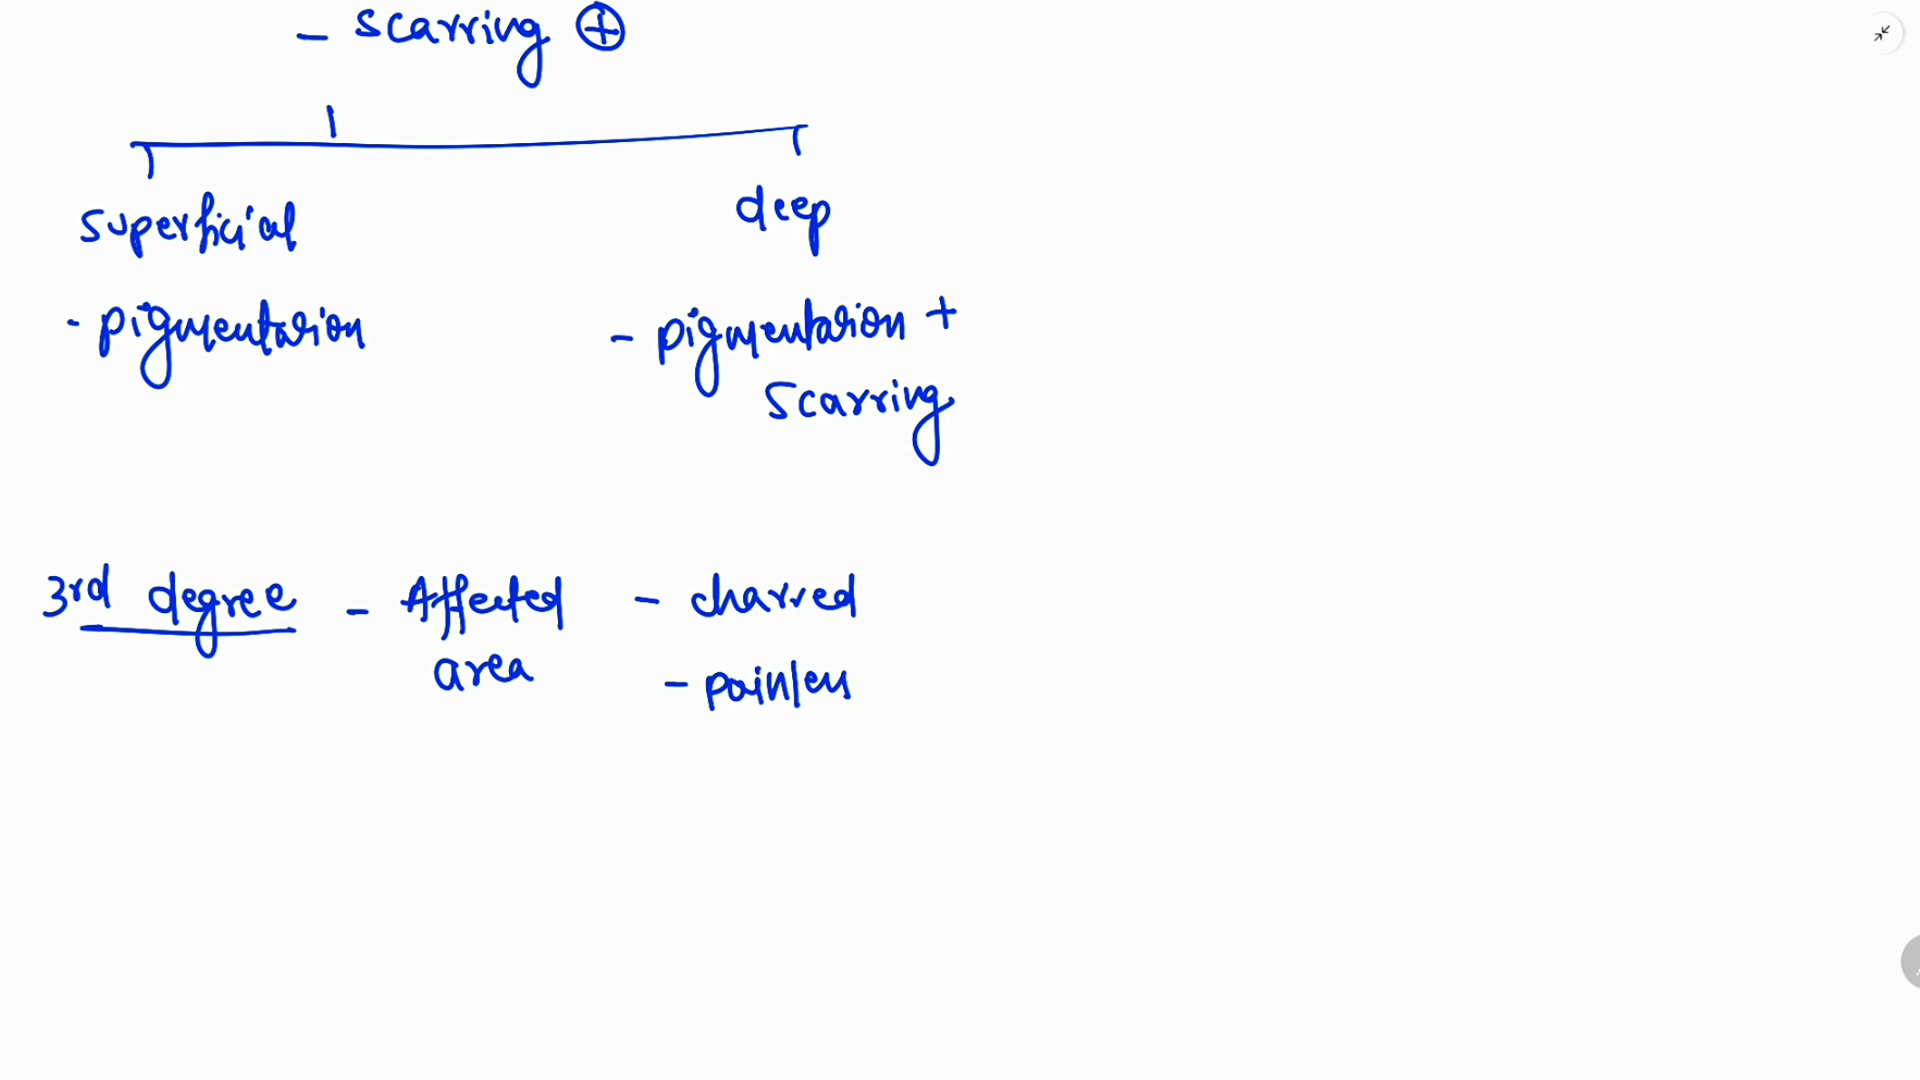 - scarring ⊕
superficial deep
- pigmentation - pigmentation +
scarring
3rd degree - Affected - charred
area - painless